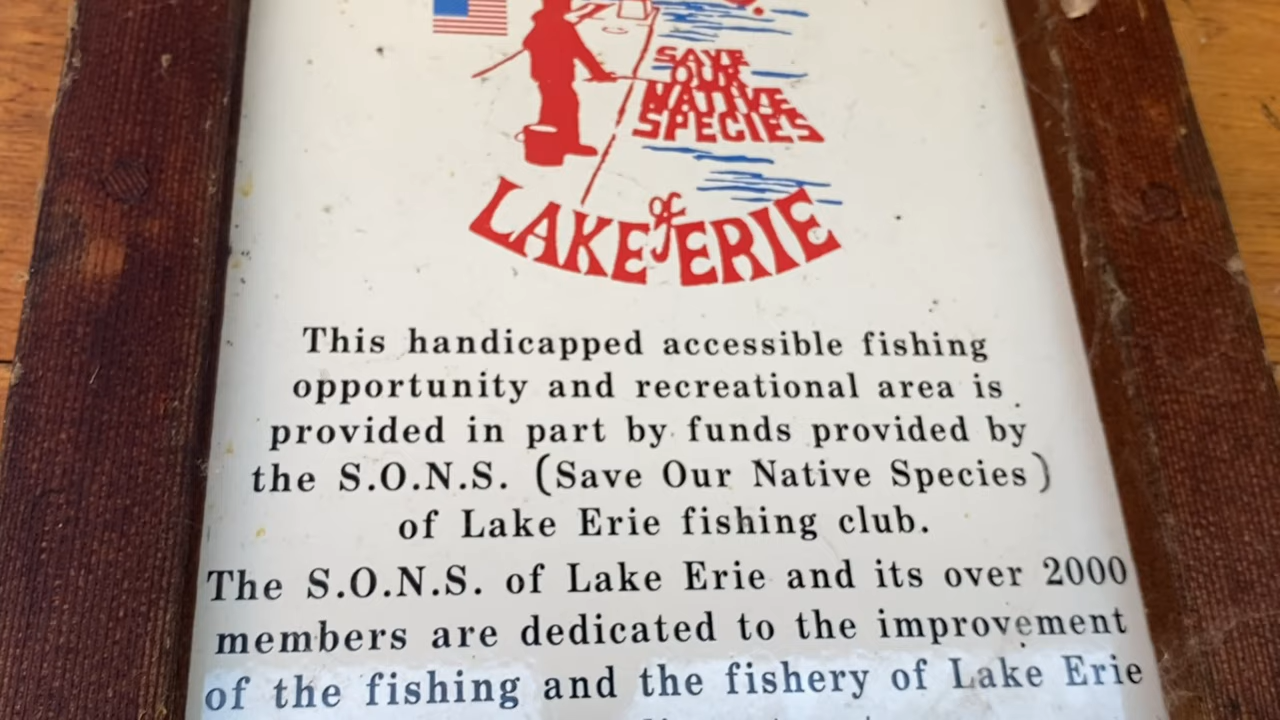 SAVE
OUR
NATIVE
SPECIES
LAKE of ERIE
This handicapped accessible fishing
opportunity and recreational area is
provided in part by funds provided by
the S.O.N.S. (Save Our Native Species)
of Lake Erie fishing club.
The S.O.N.S. of Lake Erie and its over 2000
members are dedicated to the improvement
of the fishing and the fishery of Lake Erie